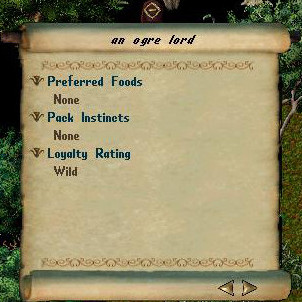 an ogre lord
Preferred Foods
None
Pack Instincts
None
Loyalty Rating
Wild